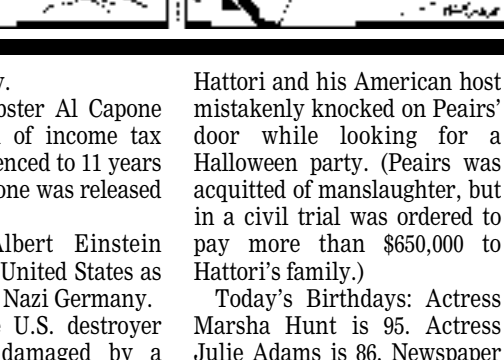 y.
bster Al Capone
of income tax
enced to 11 years
one was released
lbert Einstein
United States as
Nazi Germany.
U.S. destroyer
damaged by a
Hattori and his American host
mistakenly knocked on Peairs'
door while looking for a
Halloween party. (Peairs was
acquitted of manslaughter, but
in a civil trial was ordered to
pay more than $650,000 to
Hattori's family.)
Today's Birthdays: Actress
Marsha Hunt is 95. Actress
Julie Adams is 86. Newspaper